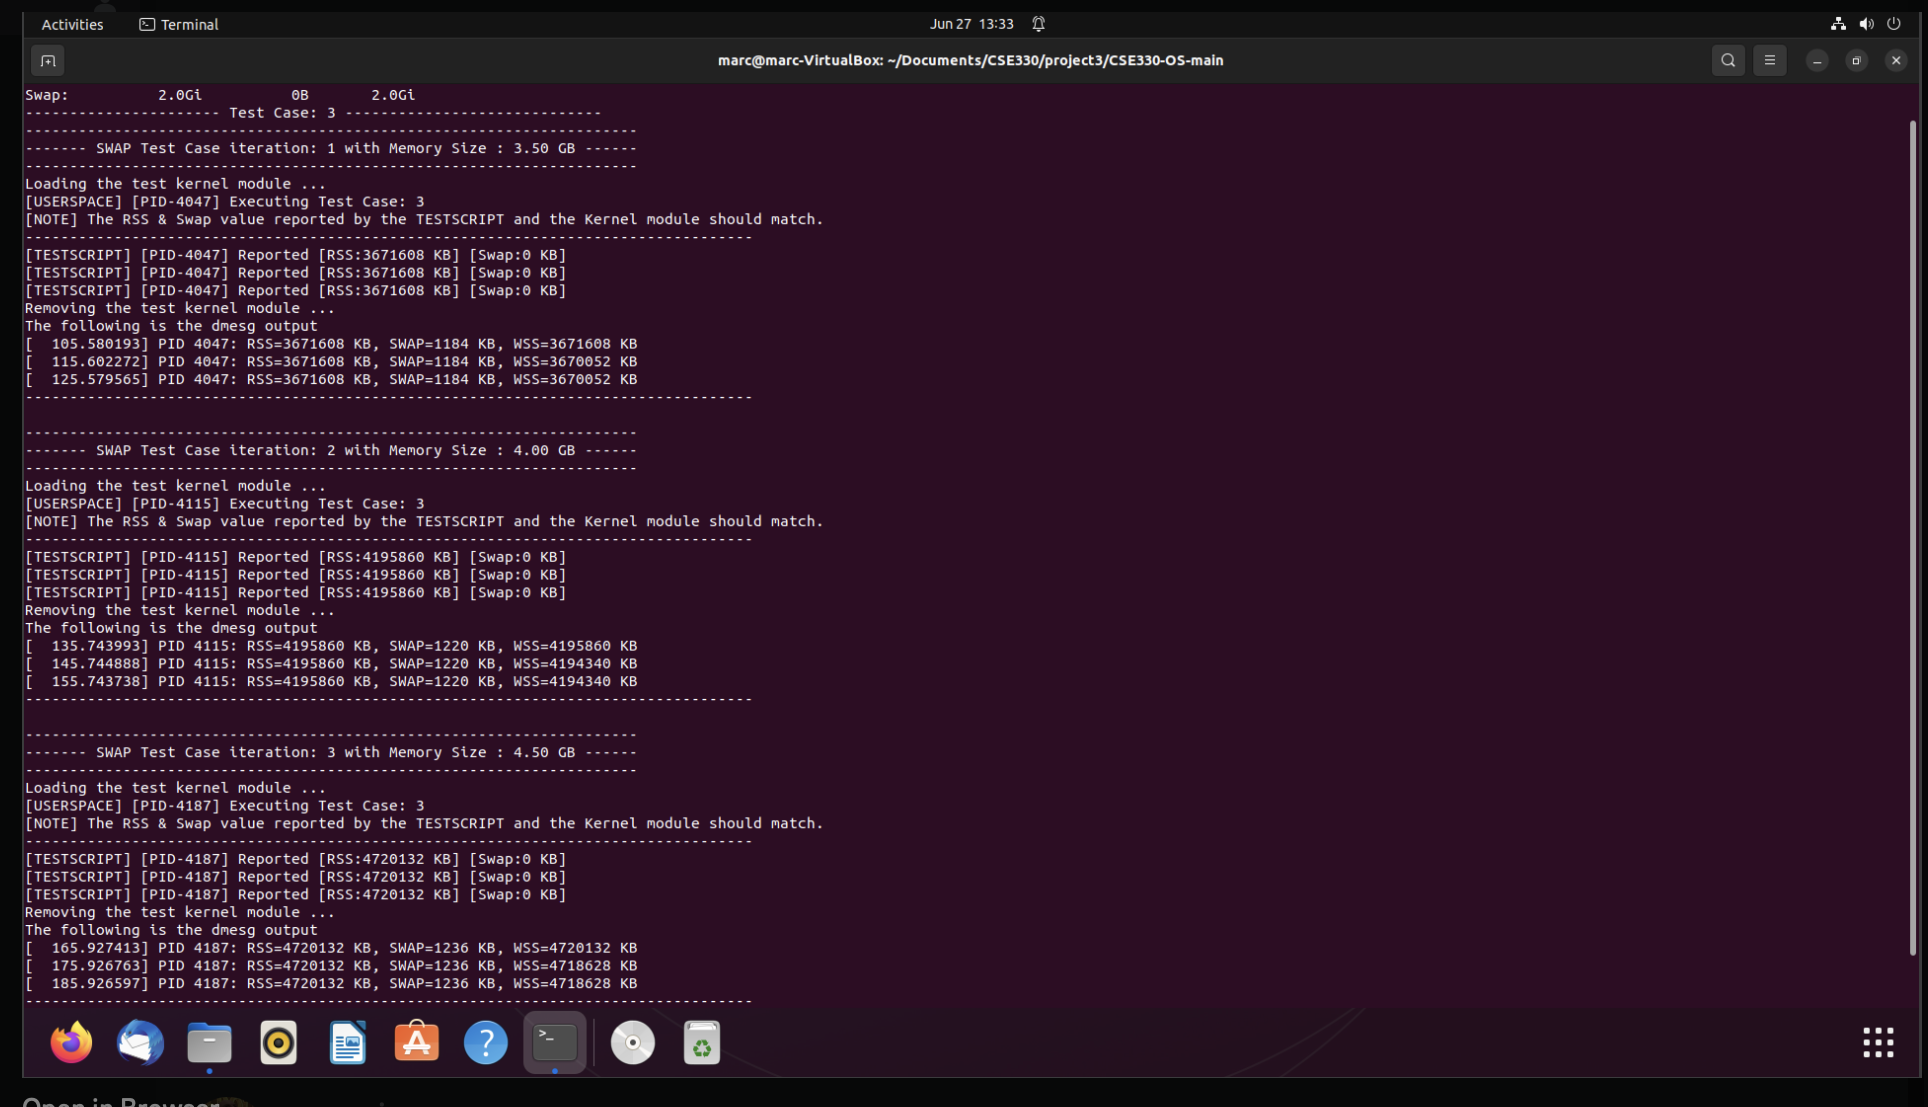 Activities Terminal Jun 27 13:33
marc@marc-VirtualBox: ~/Documents/CSE330/project3/CSE330-OS-main
Swap: 2.0Gi 0B 2.0Gi
---------------------- Test Case: 3 -----------------------------
---------------------------------------------------------------------
------- SWAP Test Case iteration: 1 with Memory Size : 3.50 GB ------
---------------------------------------------------------------------
Loading the test kernel module ...
[USERSPACE] [PID-4047] Executing Test Case: 3
[NOTE] The RSS & Swap value reported by the TESTSCRIPT and the Kernel module should match.
----------------------------------------------------------------------------------
[TESTSCRIPT] [PID-4047] Reported [RSS:3671608 KB] [Swap:0 KB]
[TESTSCRIPT] [PID-4047] Reported [RSS:3671608 KB] [Swap:0 KB]
[TESTSCRIPT] [PID-4047] Reported [RSS:3671608 KB] [Swap:0 KB]
Removing the test kernel module ...
The following is the dmesg output
[  105.580193] PID 4047: RSS=3671608 KB, SWAP=1184 KB, WSS=3671608 KB
[  115.602272] PID 4047: RSS=3671608 KB, SWAP=1184 KB, WSS=3670052 KB
[  125.579565] PID 4047: RSS=3671608 KB, SWAP=1184 KB, WSS=3670052 KB
----------------------------------------------------------------------------------
---------------------------------------------------------------------
------- SWAP Test Case iteration: 2 with Memory Size : 4.00 GB ------
---------------------------------------------------------------------
Loading the test kernel module ...
[USERSPACE] [PID-4115] Executing Test Case: 3
[NOTE] The RSS & Swap value reported by the TESTSCRIPT and the Kernel module should match.
----------------------------------------------------------------------------------
[TESTSCRIPT] [PID-4115] Reported [RSS:4195860 KB] [Swap:0 KB]
[TESTSCRIPT] [PID-4115] Reported [RSS:4195860 KB] [Swap:0 KB]
[TESTSCRIPT] [PID-4115] Reported [RSS:4195860 KB] [Swap:0 KB]
Removing the test kernel module ...
The following is the dmesg output
[  135.743993] PID 4115: RSS=4195860 KB, SWAP=1220 KB, WSS=4195860 KB
[  145.744888] PID 4115: RSS=4195860 KB, SWAP=1220 KB, WSS=4194340 KB
[  155.743738] PID 4115: RSS=4195860 KB, SWAP=1220 KB, WSS=4194340 KB
----------------------------------------------------------------------------------
---------------------------------------------------------------------
------- SWAP Test Case iteration: 3 with Memory Size : 4.50 GB ------
---------------------------------------------------------------------
Loading the test kernel module ...
[USERSPACE] [PID-4187] Executing Test Case: 3
[NOTE] The RSS & Swap value reported by the TESTSCRIPT and the Kernel module should match.
----------------------------------------------------------------------------------
[TESTSCRIPT] [PID-4187] Reported [RSS:4720132 KB] [Swap:0 KB]
[TESTSCRIPT] [PID-4187] Reported [RSS:4720132 KB] [Swap:0 KB]
[TESTSCRIPT] [PID-4187] Reported [RSS:4720132 KB] [Swap:0 KB]
Removing the test kernel module ...
The following is the dmesg output
[  165.927413] PID 4187: RSS=4720132 KB, SWAP=1236 KB, WSS=4720132 KB
[  175.926763] PID 4187: RSS=4720132 KB, SWAP=1236 KB, WSS=4718628 KB
[  185.926597] PID 4187: RSS=4720132 KB, SWAP=1236 KB, WSS=4718628 KB
----------------------------------------------------------------------------------
Open in Browser